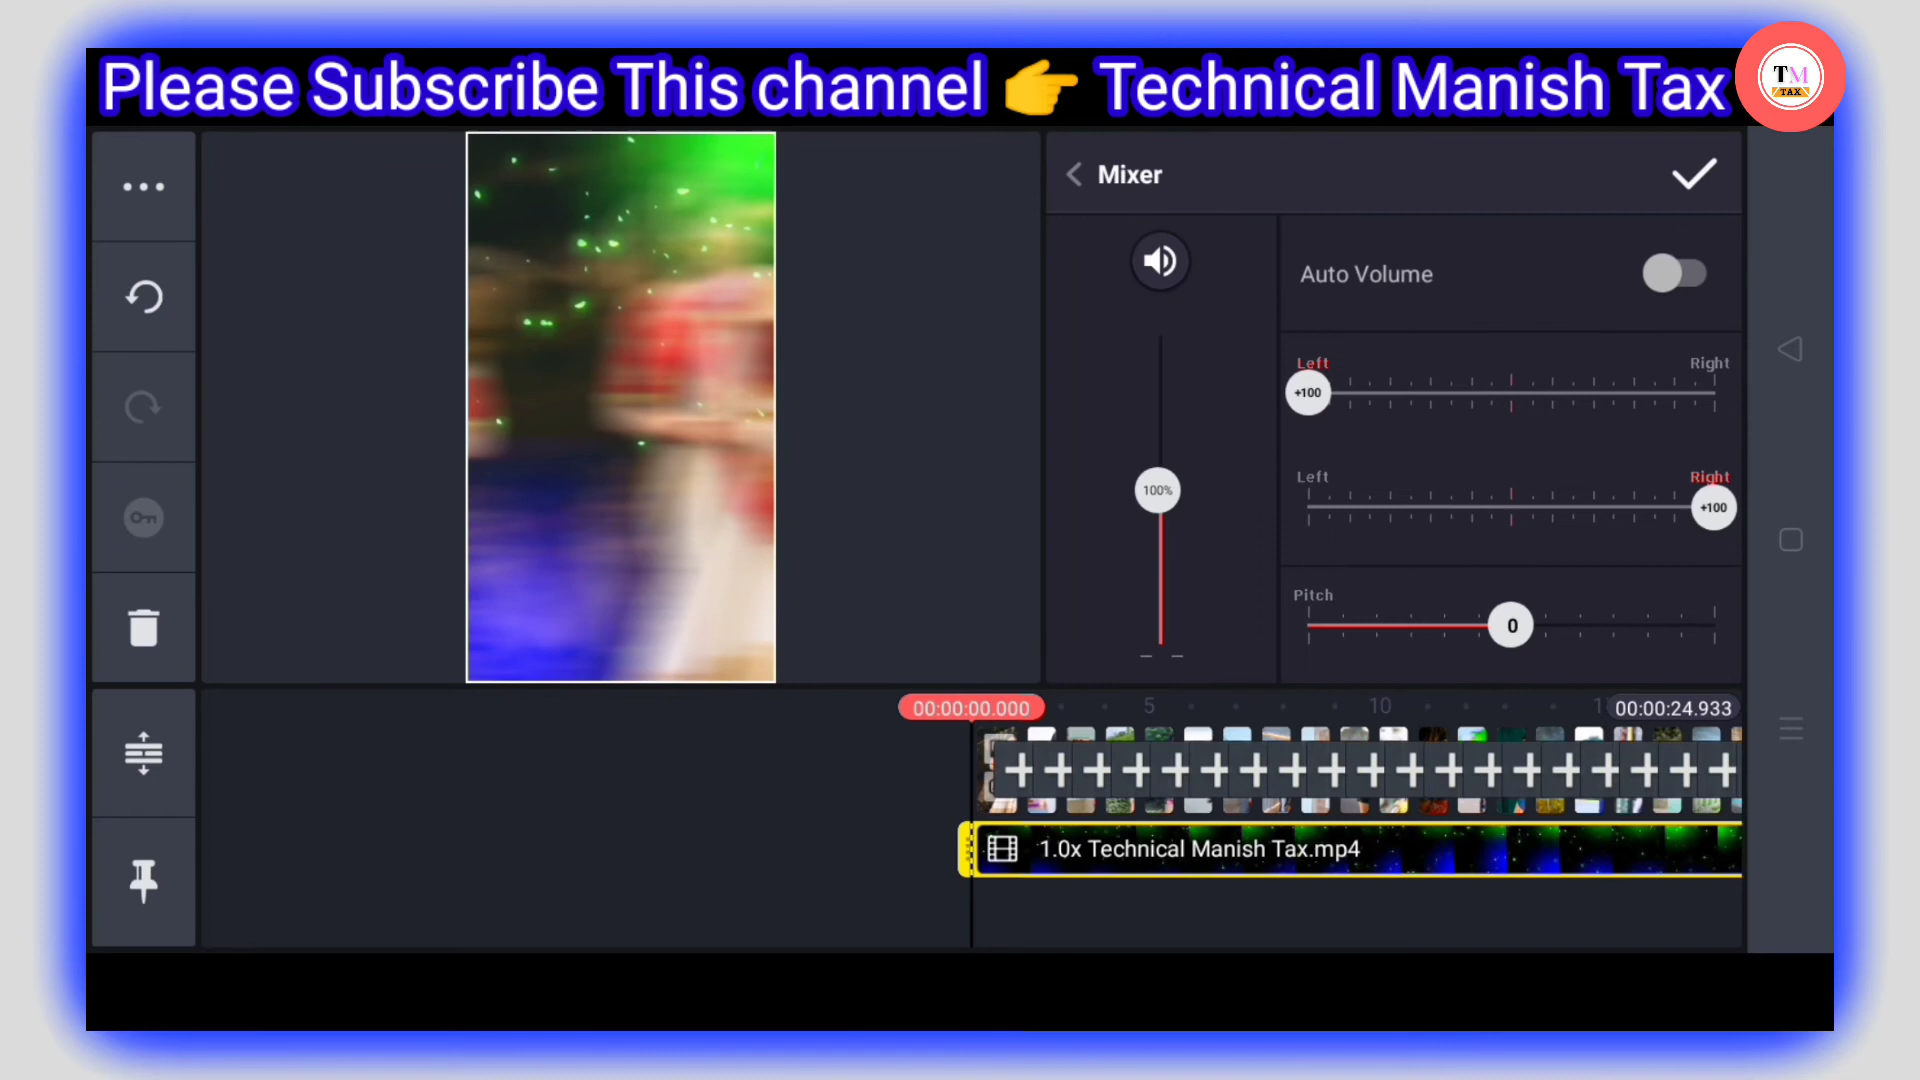 Please Subscribe This channel 👉 Technical Manish Tax
TM
TAX
Mixer
Auto Volume
Left Right
+100
100%
Left Right
+100
Pitch
0
00:00:00.000 5 10 1 00:00:24.933
1.0x Technical Manish Tax.mp4